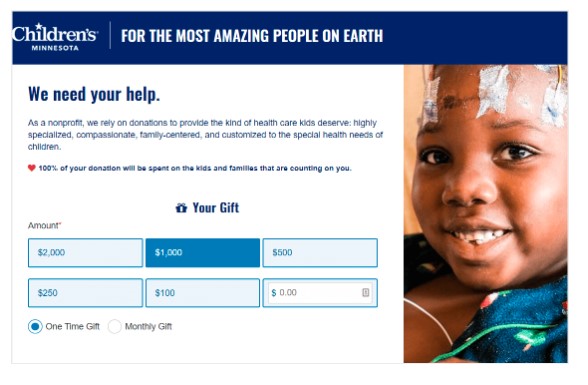 Children's
MINNESOTA
FOR THE MOST AMAZING PEOPLE ON EARTH
We need your help.
As a nonprofit, we rely on donations to provide the kind of health care kids deserve: highly
specialized, compassionate, family-centered, and customized to the special health needs of
children.
100% of your donation will be spent on the kids and families that are counting on you.
Your Gift
Amount*
$2,000
$1,000
$500
$250
$100
$ 0.00
One Time Gift
Monthly Gift